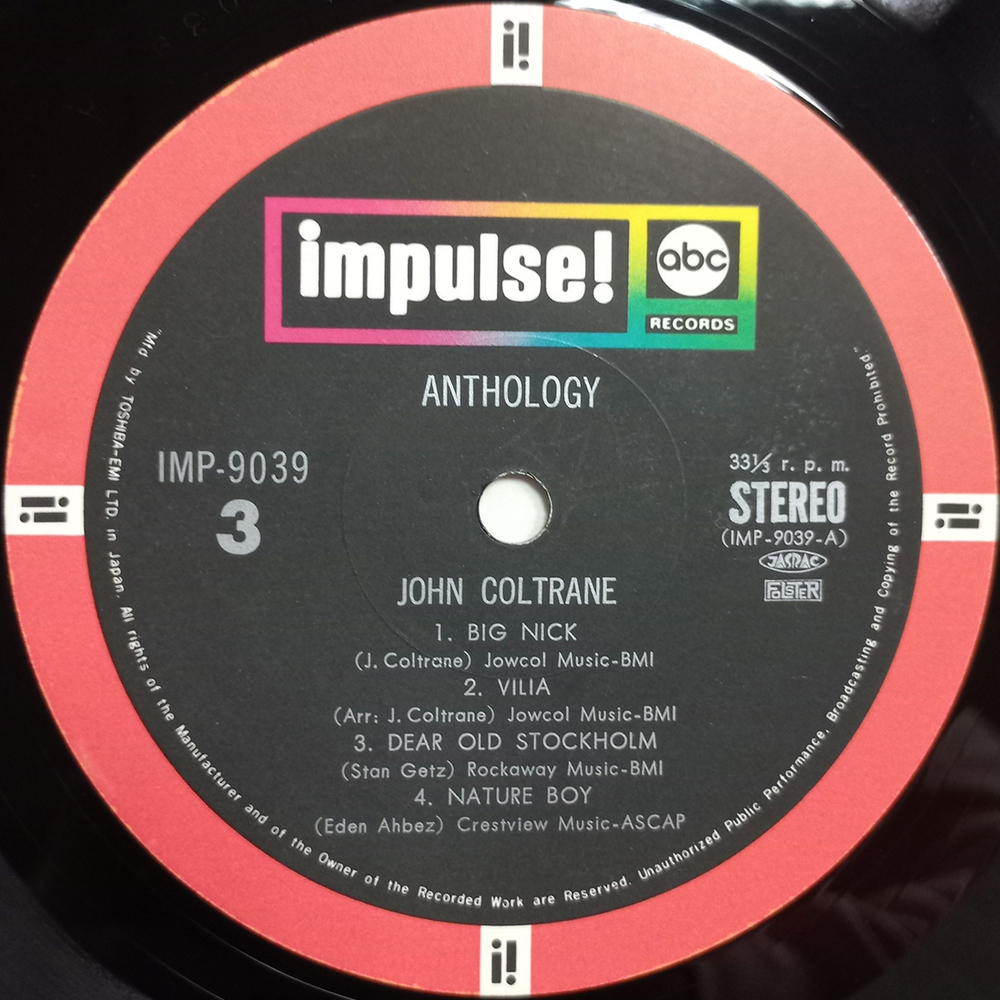 i!
impulse!
abc
RECORDS
ANTHOLOGY
IMP-9039
3
33⅓ r. p. m.
STEREO
(IMP-9039-A)
JASRAC
FOLSTER
i!
i!
JOHN COLTRANE
1. BIG NICK
(J. Coltrane) Jowcol Music-BMI
2. VILIA
(Arr: J. Coltrane) Jowcol Music-BMI
3. DEAR OLD STOCKHOLM
(Stan Getz) Rockaway Music-BMI
4. NATURE BOY
(Eden Ahbez) Crestview Music-ASCAP
"Mfd by TOSHIBA-EMI LTD. in Japan. All rights of the Manufacturer and of the Owner of the Recorded Work are Reserved. Unauthorized Public Performance, Broadcasting and Copying of the Record Prohibited"
i!